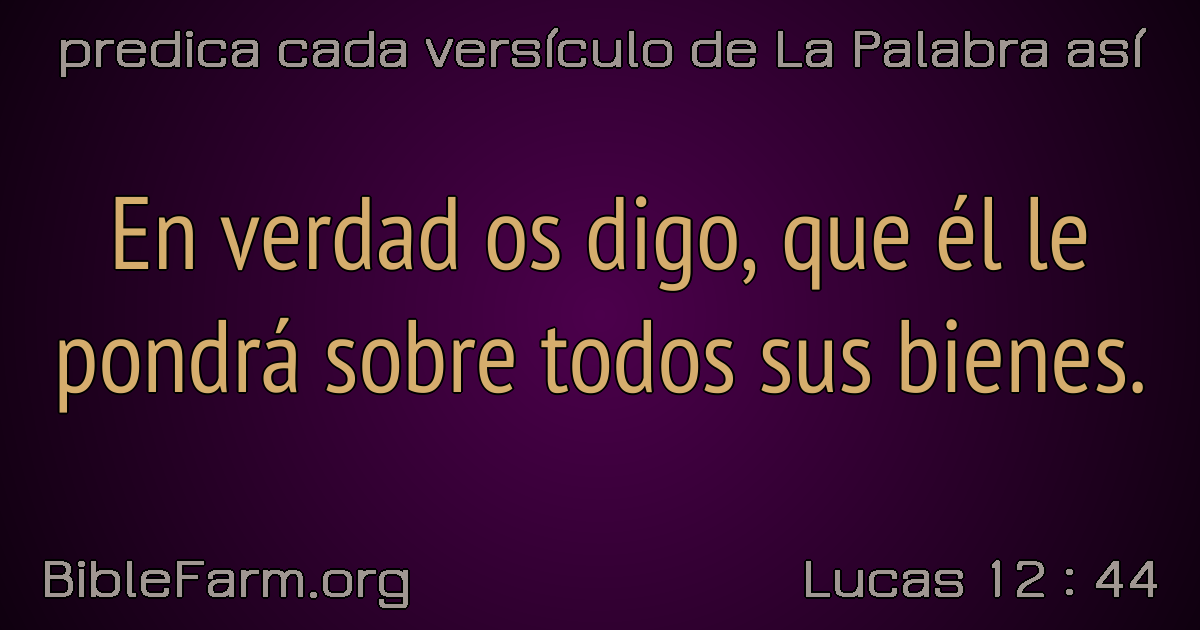 predica cada versículo de La Palabra así
En verdad os digo, que él le
pondrá sobre todos sus bienes.
BibleFarm.org
Lucas 12 : 44